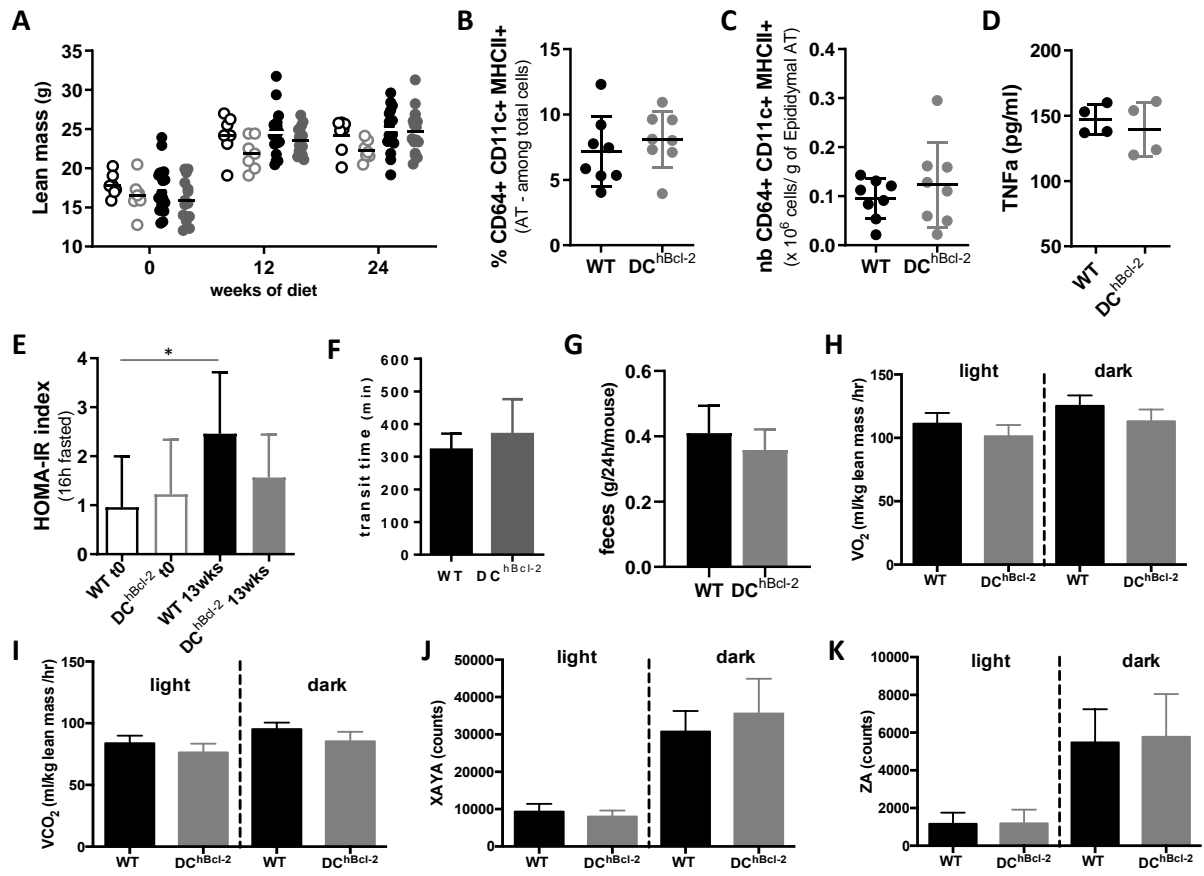 A
Lean mass (g)
35
30
25
20
15
10
0
12
24
weeks of diet
B
% CD64+ CD11c+ MHCII+
(AT - among total cells)
15
10
5
0
WT DC^hBcl-2
C
nb CD64+ CD11c+ MHCII+
(x 10^6 cells/ g of Epididymal AT)
0.4
0.3
0.2
0.1
0.0
WT DC^hBcl-2
D
TNFa (pg/ml)
200
150
100
50
WT
DC^hBcl-2
E
HOMA-IR index
(16h fasted)
4
3
2
1
0
WT t0
DC^hBcl-2 t0
WT 13wks
DC^hBcl-2 13wks
*
F
transit time (min)
600
500
400
300
200
100
0
WT DC^hBcl-2
G
feces (g/24h/mouse)
0.6
0.4
0.2
0.0
WT DC^hBcl-2
H
VO₂ (ml/kg lean mass /hr)
150
100
50
0
light
dark
WT DC^hBcl-2 WT DC^hBcl-2
I
VCO₂ (ml/kg lean mass /hr)
150
100
50
0
light
dark
WT DC^hBcl-2 WT DC^hBcl-2
J
XAYA (counts)
50000
40000
30000
20000
10000
0
light
dark
WT DC^hBcl-2 WT DC^hBcl-2
K
ZA (counts)
10000
8000
6000
4000
2000
0
light
dark
WT DC^hBcl-2 WT DC^hBcl-2